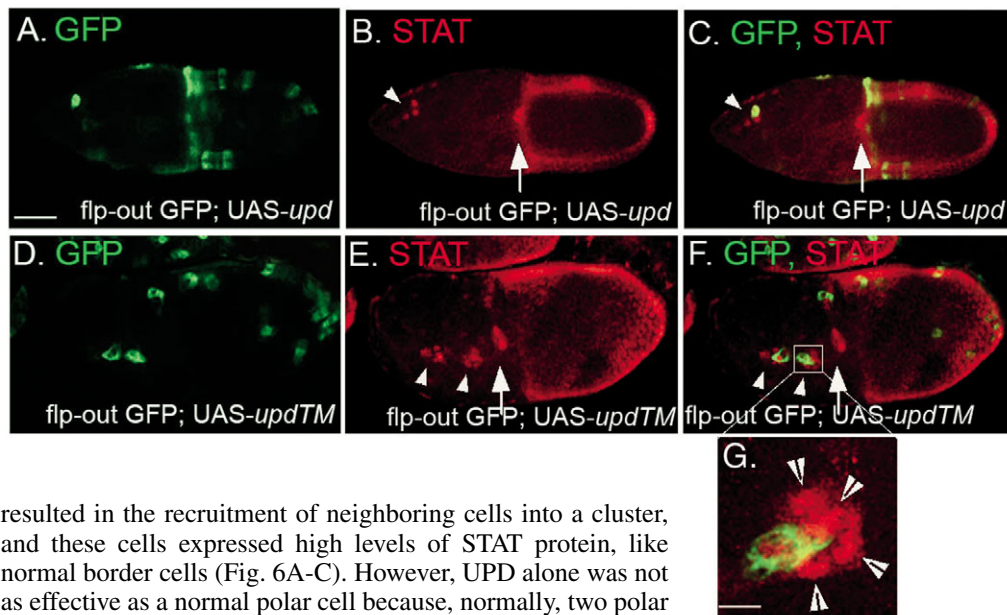 A. GFP
flp-out GFP; UAS-upd
B. STAT
flp-out GFP; UAS-upd
C. GFP, STAT
flp-out GFP; UAS-upd
D. GFP
flp-out GFP; UAS-updTM
E. STAT
flp-out GFP; UAS-updTM
F. GFP, STAT
flp-out GFP; UAS-updTM
G.
resulted in the recruitment of neighboring cells into a cluster,
and these cells expressed high levels of STAT protein, like
normal border cells (Fig. 6A-C). However, UPD alone was not
as effective as a normal polar cell because, normally, two polar